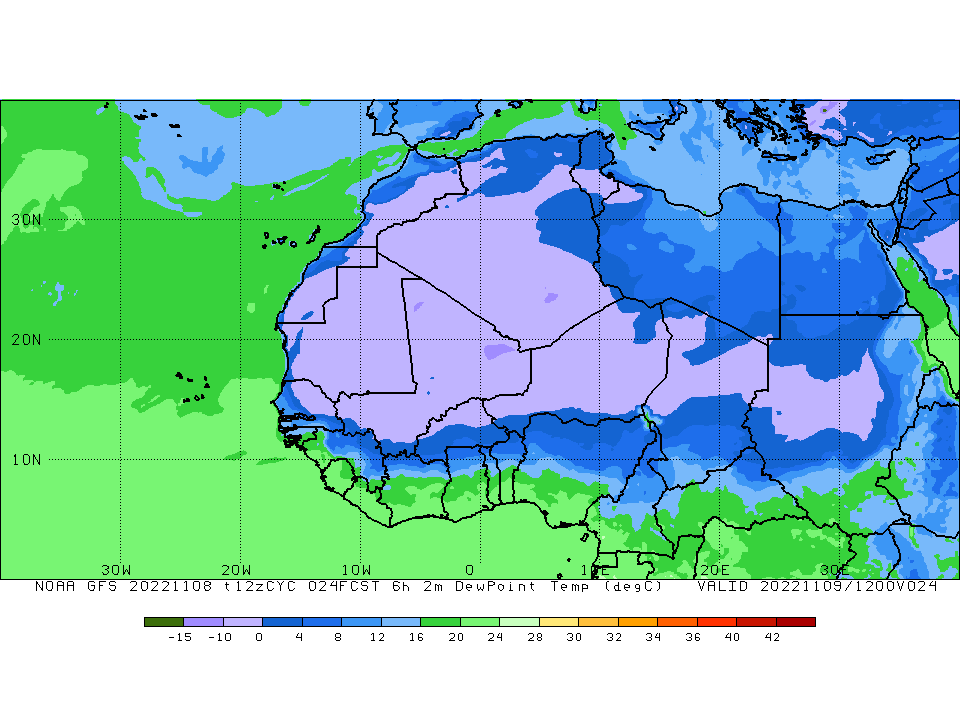 30N
20N
10N
30W 20W 10W 0 10E 20E 30E
NOAA GFS 20221108 t12zCYC 024FCST 6h 2m DewPoint Temp (degC) VALID 20221109/1200V024
-15 -10 0 4 8 12 16 20 24 28 30 32 34 36 40 42